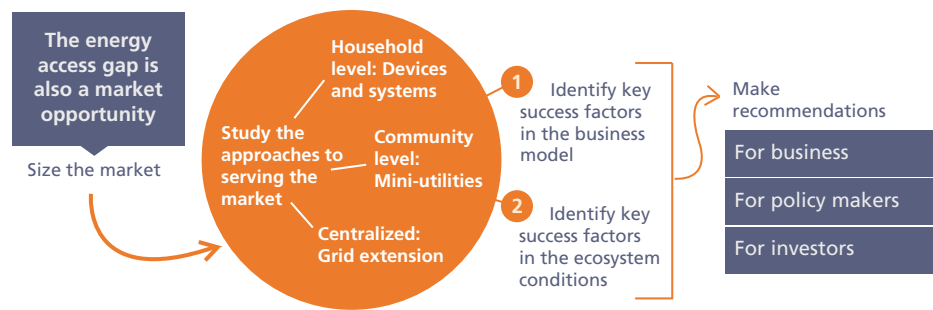 The energy
access gap is
also a market
opportunity
Size the market
Study the
approaches to
serving the
market
Household
level: Devices
and systems
Community
level:
Mini-utilities
Centralized:
Grid extension
1
Identify key
success factors
in the business
model
2
Identify key
success factors
in the ecosystem
conditions
Make
recommendations
For business
For policy makers
For investors